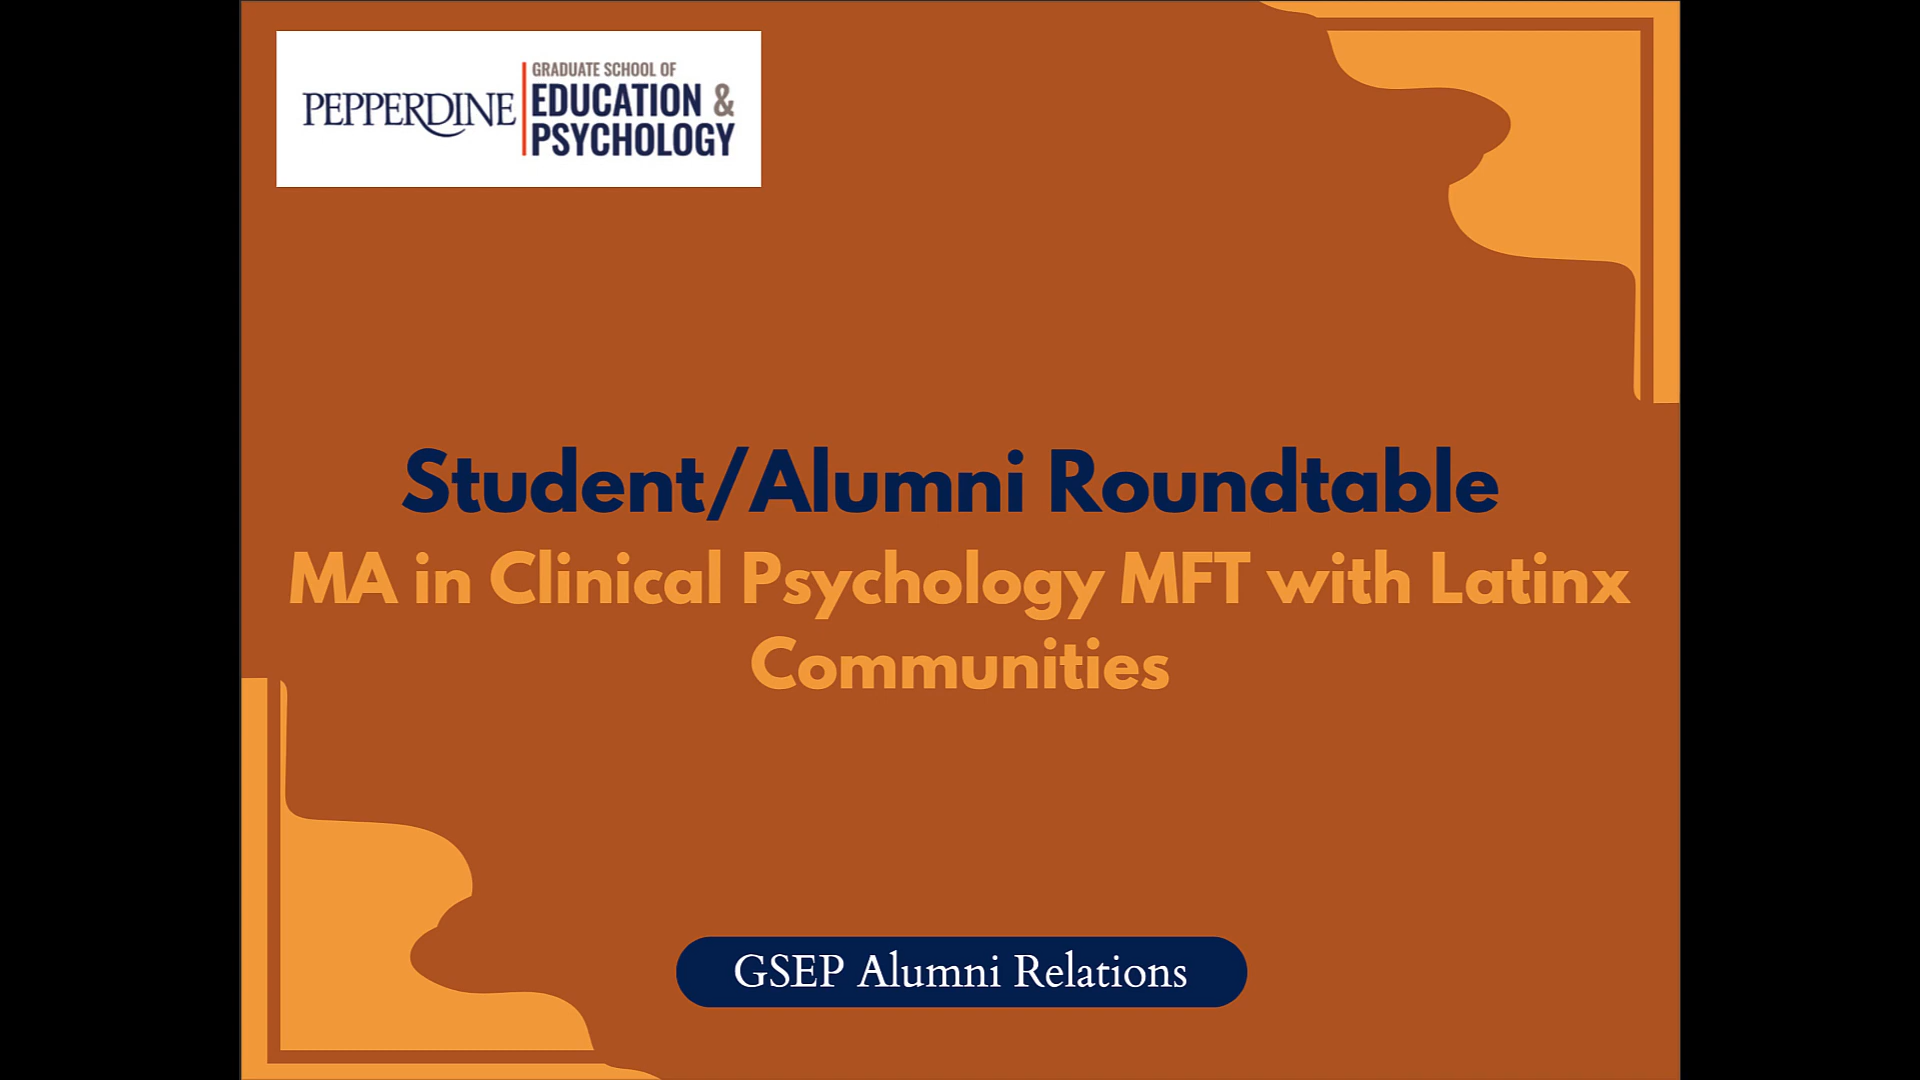 PEPPERDINE
GRADUATE SCHOOL OF
EDUCATION &
PSYCHOLOGY
Student/Alumni Roundtable
MA in Clinical Psychology MFT with Latinx
Communities
GSEP Alumni Relations